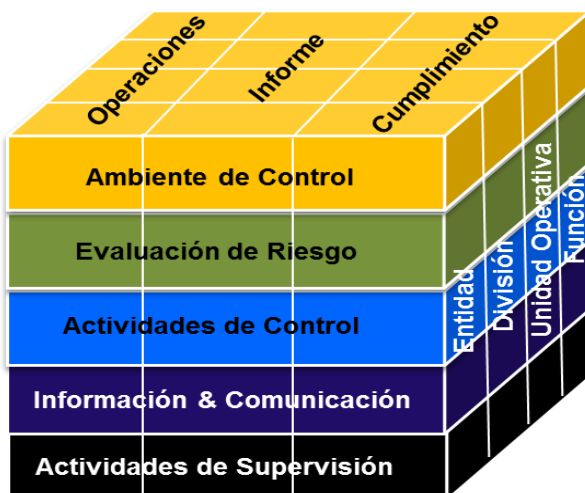 Operaciones
Informe
Cumplimiento
Ambiente de Control
Evaluación de Riesgo
Actividades de Control
Información & Comunicación
Actividades de Supervisión
Entidad
División
Unidad Operativa
Función